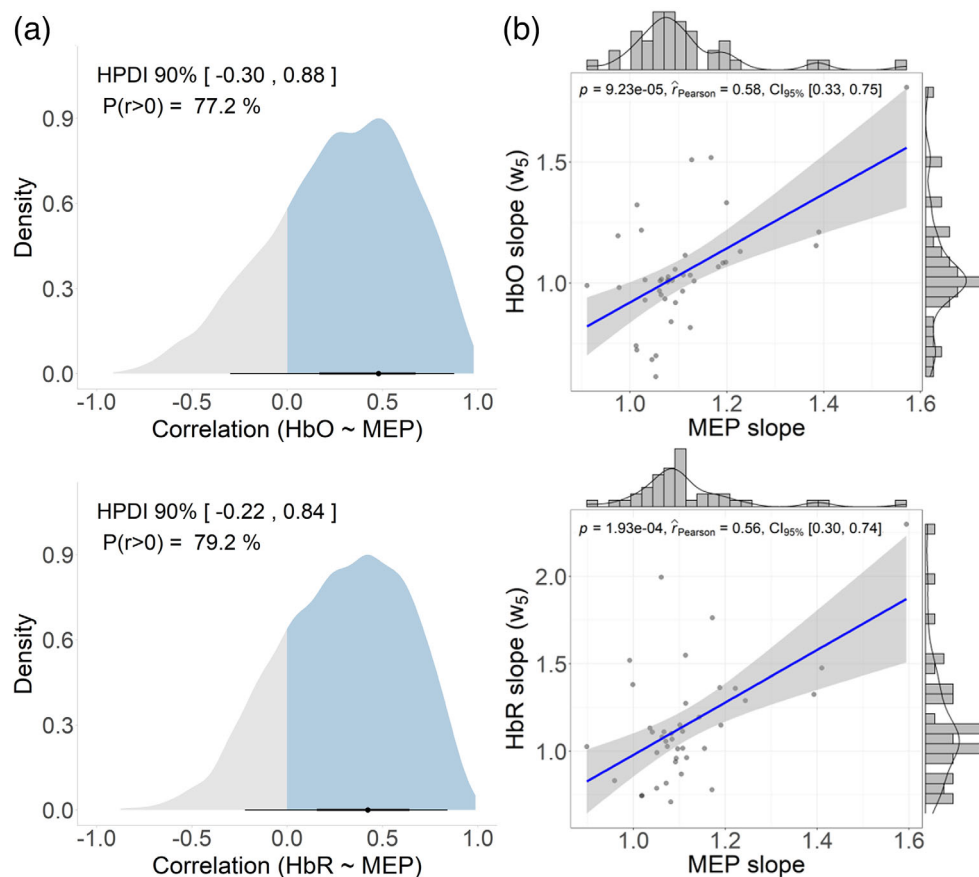 (a)
HPDI 90% [ -0.30 , 0.88 ]
P(r>0) = 77.2 %
Density
0.9
0.6
0.3
0.0
-1.0 -0.5 0.0 0.5 1.0
Correlation (HbO ~ MEP)
(b)
p = 9.23e-05, r̂Pearson = 0.58, CI95% [0.33, 0.75]
HbO slope (w5)
1.5
1.0
1.0 1.2 1.4 1.6
MEP slope
HPDI 90% [ -0.22 , 0.84 ]
P(r>0) = 79.2 %
Density
0.9
0.6
0.3
0.0
-1.0 -0.5 0.0 0.5 1.0
Correlation (HbR ~ MEP)
p = 1.93e-04, r̂Pearson = 0.56, CI95% [0.30, 0.74]
HbR slope (w5)
2.0
1.5
1.0
1.0 1.2 1.4 1.6
MEP slope